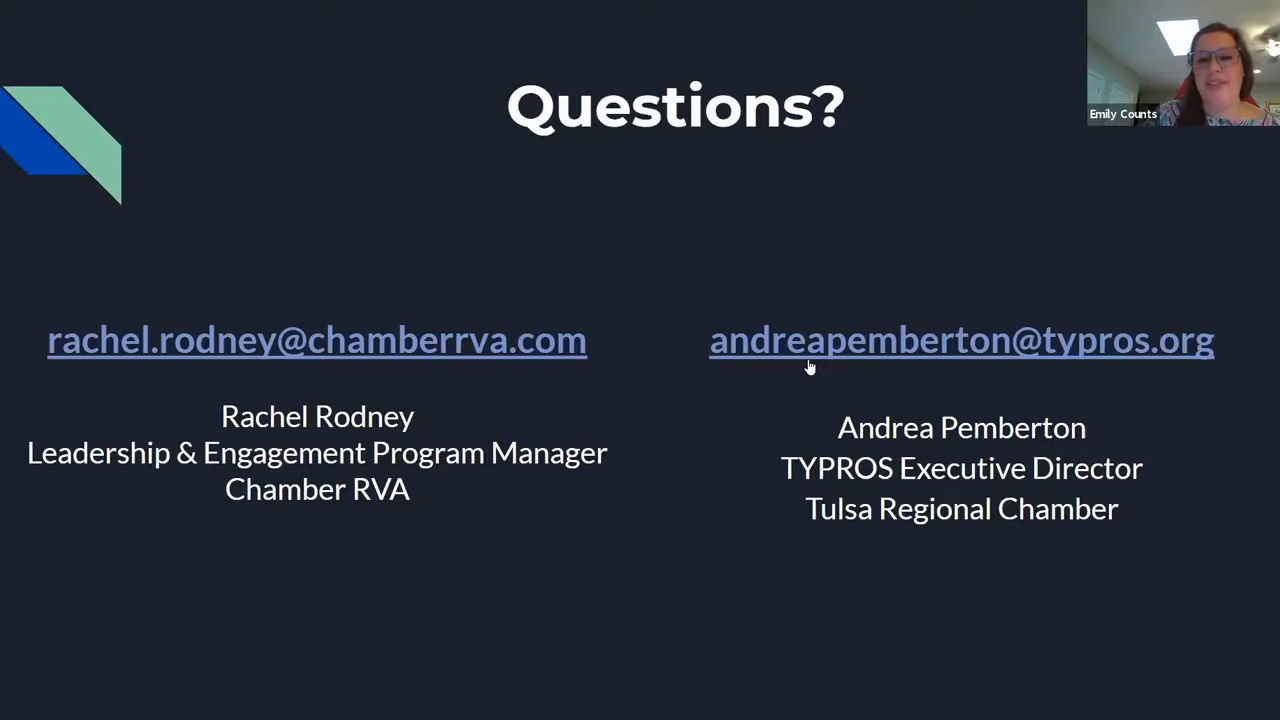 Questions?
Emily Counts
rachel.rodney@chamberrva.com
Rachel Rodney
Leadership & Engagement Program Manager
Chamber RVA
andreapemberton@typros.org
Andrea Pemberton
TYPROS Executive Director
Tulsa Regional Chamber